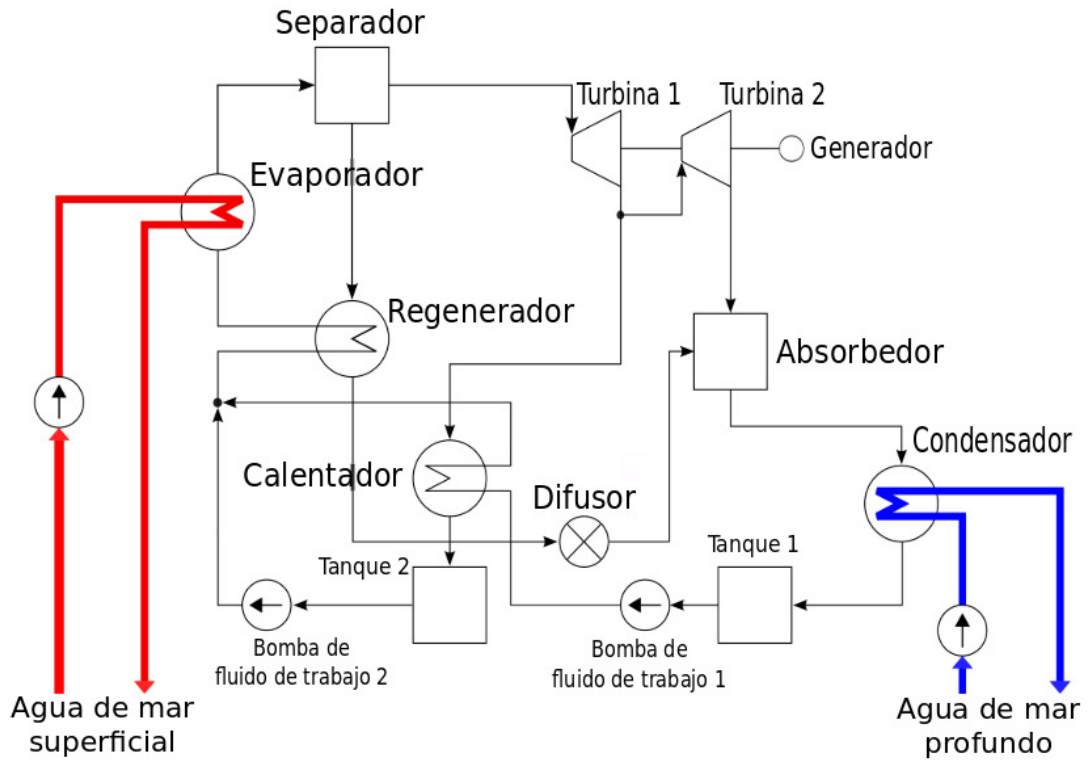 Separador
Turbina 1
Turbina 2
Generador
Evaporador
Regenerador
Absorbedor
Condensador
Calentador
Difusor
Tanque 1
Tanque 2
Bomba de
fluido de trabajo 2
Bomba de
fluido de trabajo 1
Agua de mar
superficial
Agua de mar
profundo